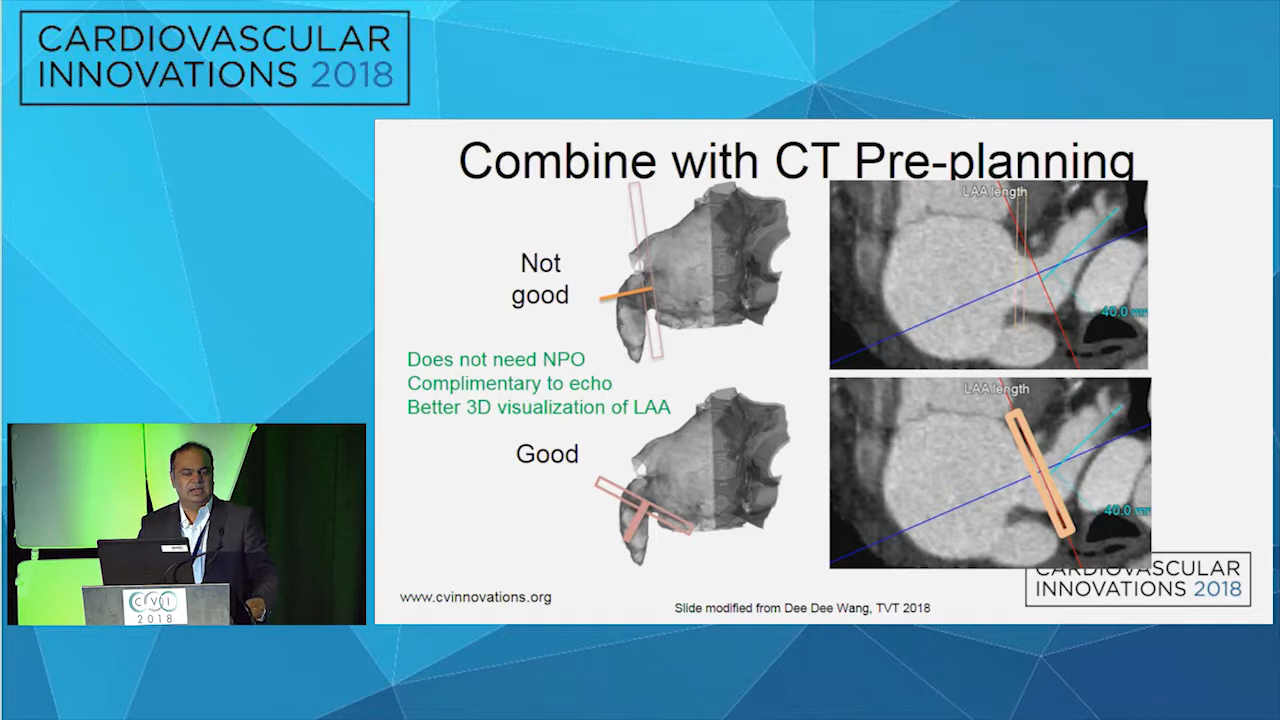 CARDIOVASCULAR
INNOVATIONS 2018
Combine with CT Pre-planning
LAA length
Not
good
40.0 m
Does not need NPO
Complimentary to echo
Better 3D visualization of LAA
LAA length
Good
40.0 m
CARDIOVASCULAR
INNOVATIONS 2018
www.cvinnovations.org
Slide modified from Dee Dee Wang, TVT 2018
CVI
2018